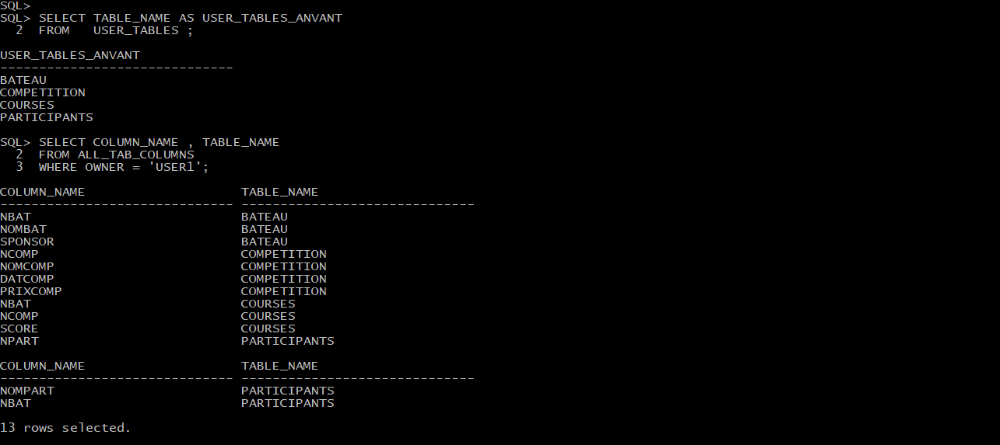 SQL>
SQL> SELECT TABLE_NAME AS USER_TABLES_ANVANT
  2  FROM   USER_TABLES ;
USER_TABLES_ANVANT
------------------------------
BATEAU
COMPETITION
COURSES
PARTICIPANTS
SQL> SELECT COLUMN_NAME , TABLE_NAME
  2  FROM ALL_TAB_COLUMNS
  3  WHERE OWNER = 'USER1';
COLUMN_NAME                    TABLE_NAME
------------------------------ ------------------------------
NBAT                           BATEAU
NOMBAT                         BATEAU
SPONSOR                        BATEAU
NCOMP                          COMPETITION
NOMCOMP                        COMPETITION
DATCOMP                        COMPETITION
PRIXCOMP                       COMPETITION
NBAT                           COURSES
NCOMP                          COURSES
SCORE                          COURSES
NPART                          PARTICIPANTS
COLUMN_NAME                    TABLE_NAME
------------------------------ ------------------------------
NOMPART                        PARTICIPANTS
NBAT                           PARTICIPANTS
13 rows selected.